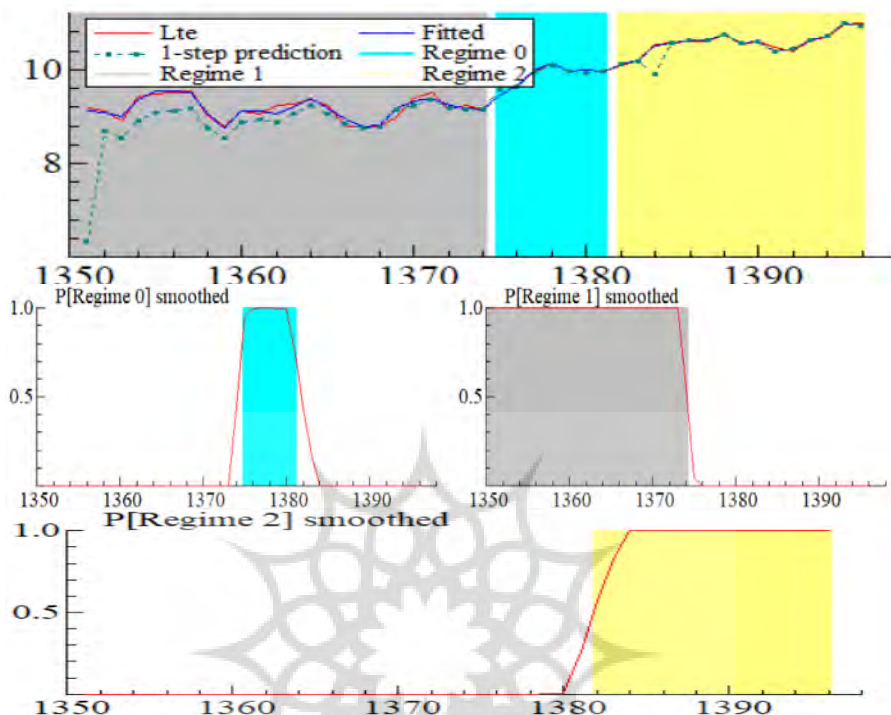 Lte Fitted
1-step prediction Regime 0
Regime 1 Regime 2
10
8
1350 1360 1370 1380 1390
P[Regime 0] smoothed P[Regime 1] smoothed
1.0 1.0
0.5 0.5
1350 1360 1370 1380 1390 1350 1360 1370 1380 1390
P[Regime 2] smoothed
1.0
0.5
1350 1360 1370 1380 1390